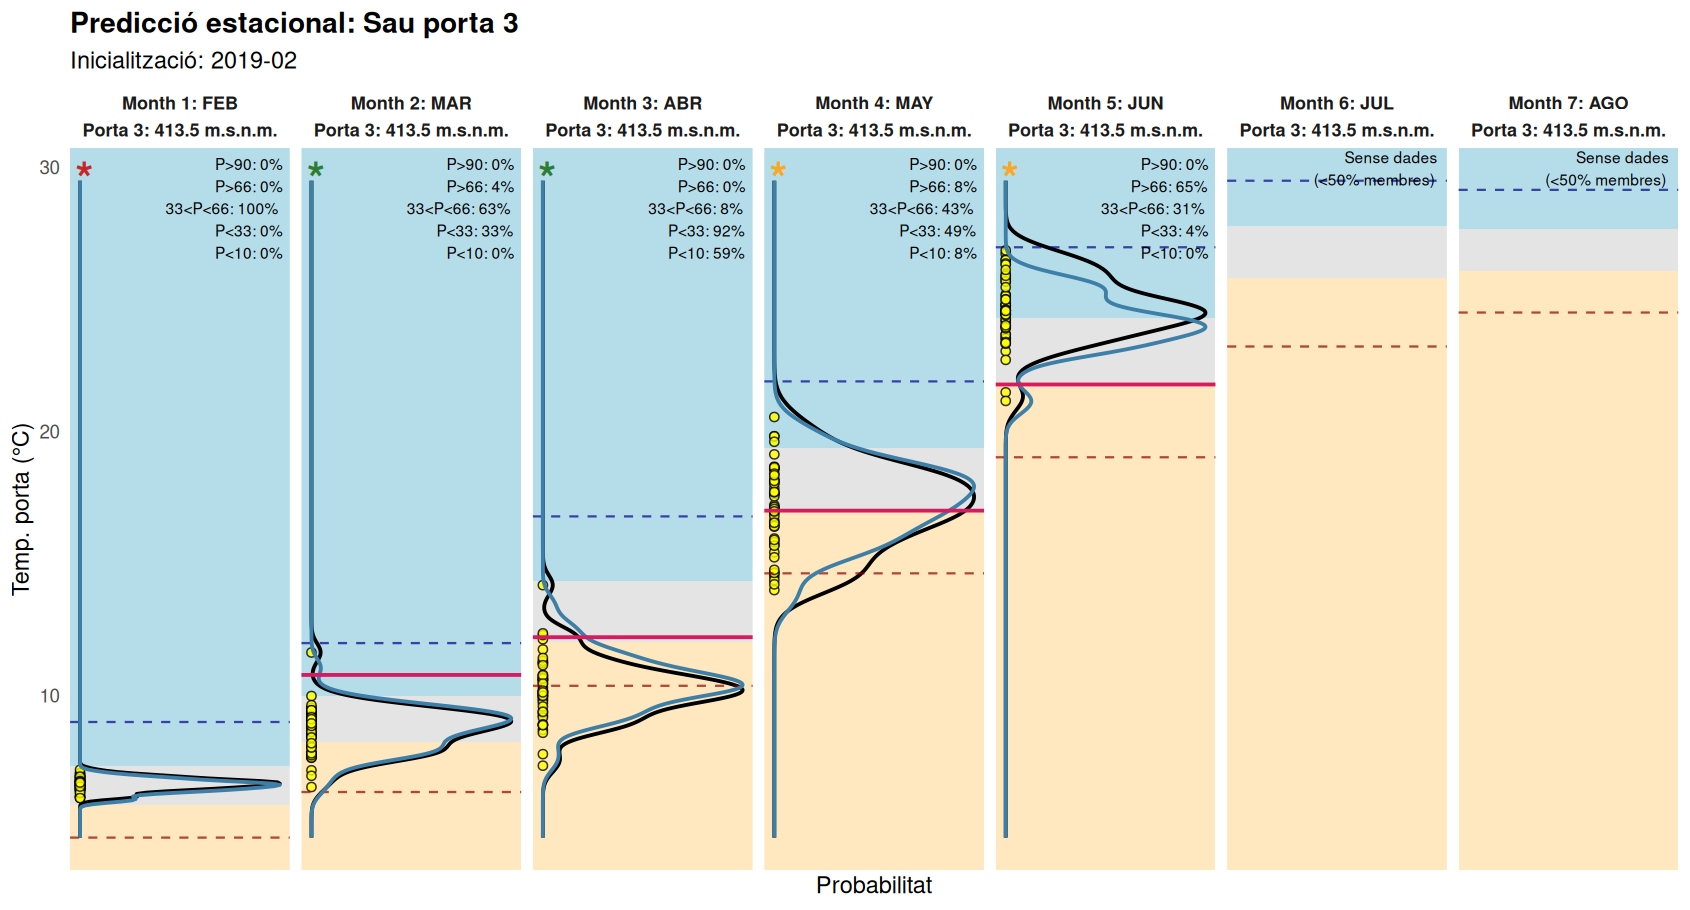 Predicció estacional: Sau porta 3
Inicialització: 2019-02
Month 1: FEB
Porta 3: 413.5 m.s.n.m.
Month 2: MAR
Porta 3: 413.5 m.s.n.m.
Month 3: ABR
Porta 3: 413.5 m.s.n.m.
Month 4: MAY
Porta 3: 413.5 m.s.n.m.
Month 5: JUN
Porta 3: 413.5 m.s.n.m.
Month 6: JUL
Porta 3: 413.5 m.s.n.m.
Month 7: AGO
Porta 3: 413.5 m.s.n.m.
Temp. porta (°C)
30
20
10
*
P>90: 0%
P>66: 0%
33<P<66: 100%
P<33: 0%
P<10: 0%
*
P>90: 0%
P>66: 4%
33<P<66: 63%
P<33: 33%
P<10: 0%
*
P>90: 0%
P>66: 0%
33<P<66: 8%
P<33: 92%
P<10: 59%
*
P>90: 0%
P>66: 8%
33<P<66: 43%
P<33: 49%
P<10: 8%
*
P>90: 0%
P>66: 65%
33<P<66: 31%
P<33: 4%
P<10: 0%
Sense dades
(<50% membres)
Sense dades
(<50% membres)
Probabilitat